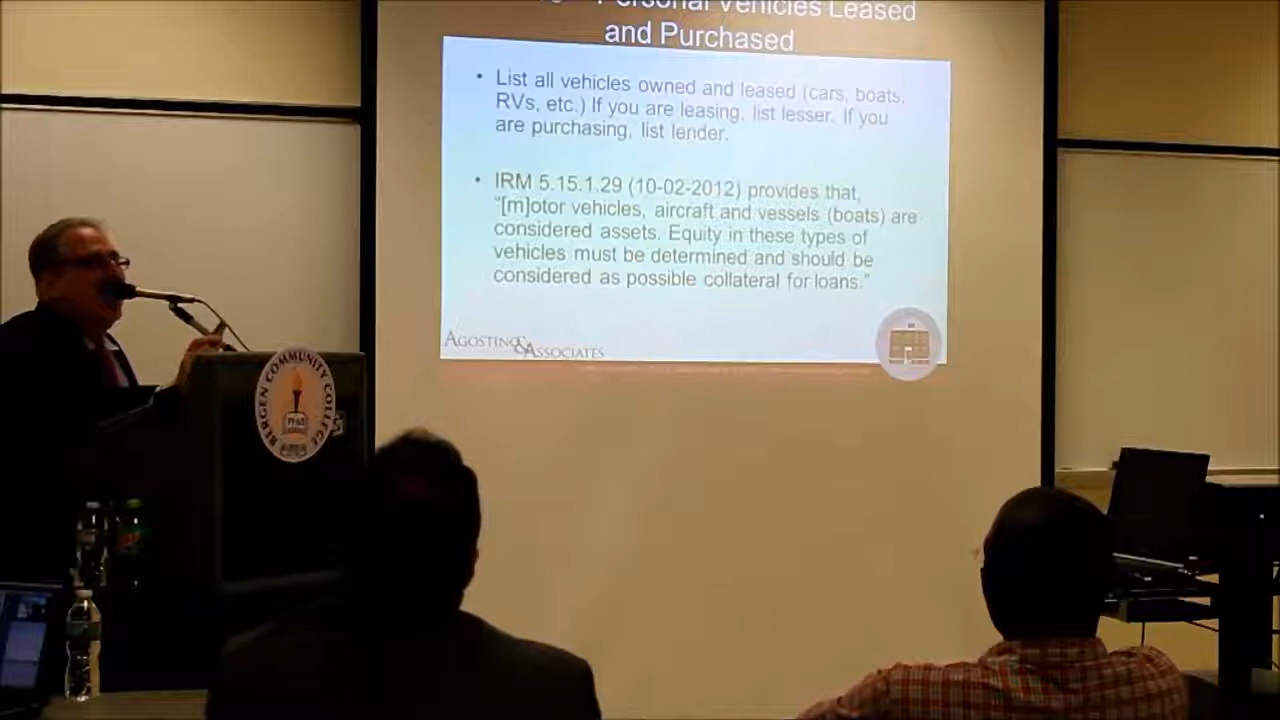 Personal Vehicles Leased
and Purchased
• List all vehicles owned and leased (cars, boats,
RVs, etc.) If you are leasing, list lesser. If you
are purchasing, list lender.
• IRM 5.15.1.29 (10-02-2012) provides that,
“[m]otor vehicles, aircraft and vessels (boats) are
considered assets. Equity in these types of
vehicles must be determined and should be
considered as possible collateral for loans.”
AGOSTINO & ASSOCIATES
BERGEN COMMUNITY COLLEGE